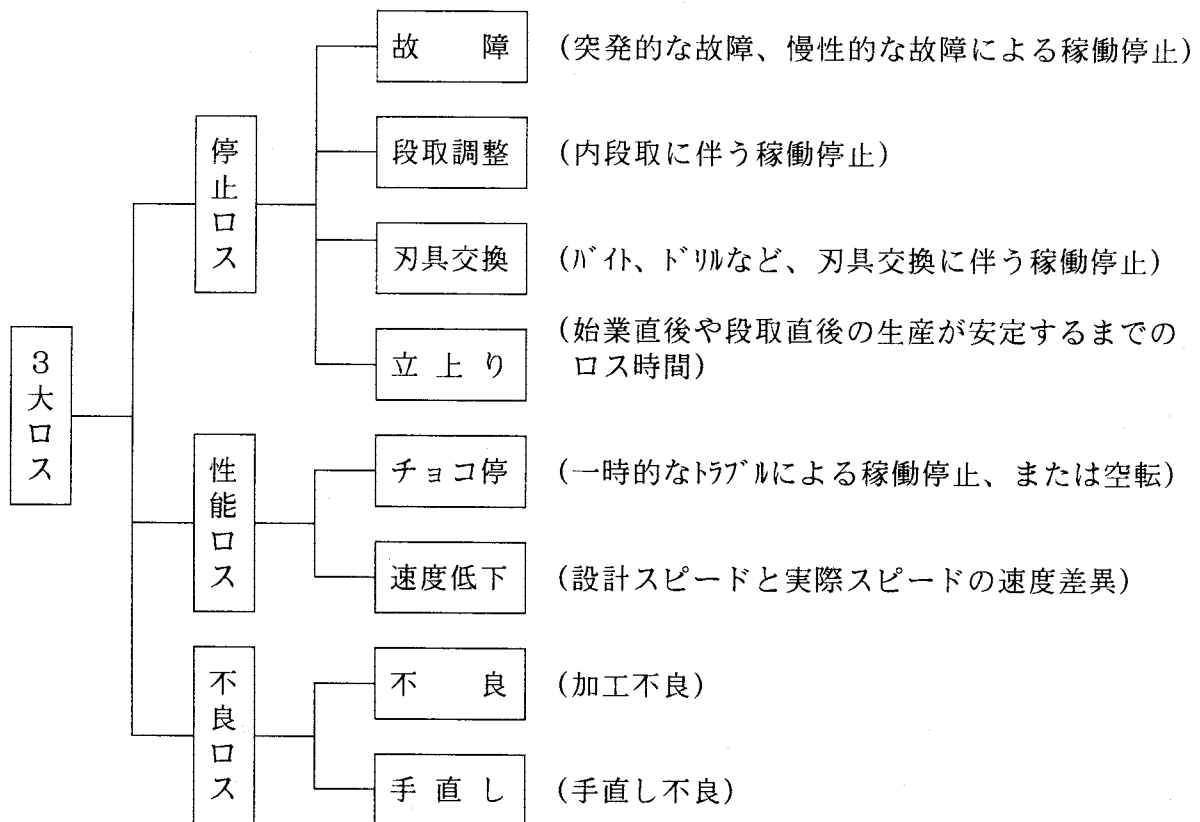 3大ロス
停止ロス
故　障 (突発的な故障、慢性的な故障による稼働停止)
段取調整 (内段取に伴う稼働停止)
刃具交換 (ﾊﾞｲﾄ、ﾄﾞﾘﾙなど、刃具交換に伴う稼働停止)
立上り (始業直後や段取直後の生産が安定するまでの
ロス時間)
性能ロス
チョコ停 (一時的なﾄﾗﾌﾞﾙによる稼働停止、または空転)
速度低下 (設計スピードと実際スピードの速度差異)
不良ロス
不　良 (加工不良)
手直し (手直し不良)